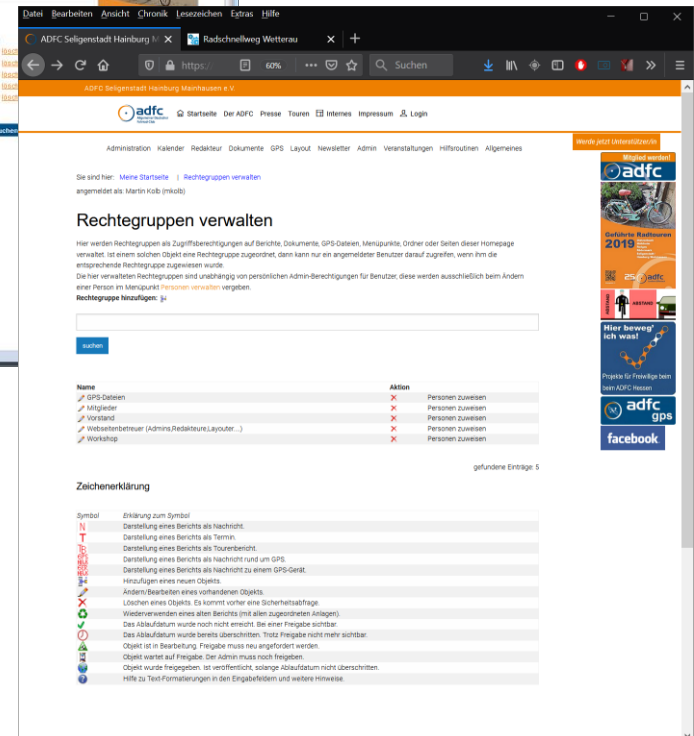 Datei Bearbeiten Ansicht Chronik Lesezeichen Extras Hilfe
ADFC Seligenstadt Hainburg M
Radschnellweg Wetterau
https:/
60%
Suchen
ADFC Seligenstadt Hainburg Mainhausen e.V.
adfc
Startseite Der ADFC Presse Touren Internes Impressum Login
Administration Kalender Redakteur Dokumente GPS Layout Newsletter Admin Veranstaltungen Hilfsroutinen Allgemeines
Werde jetzt Unterstützer/in
Sie sind hier: Meine Startseite | Rechtegruppen verwalten
angemeldet als: Martin Kolb (mkolb)
Rechtegruppen verwalten
Hier werden Rechtegruppen als Zugriffsberechtigungen auf Berichte, Dokumente, GPS-Dateien, Menüpunkte, Ordner oder Seiten dieser Homepage
verwaltet. Ist einem solchen Objekt eine Rechtegruppe zugeordnet, dann kann nur ein angemeldeter Benutzer darauf zugreifen, wenn ihm die
entsprechende Rechtegruppe zugewiesen wurde.
Die hier verwalteten Rechtegruppen sind unabhängig von persönlichen Admin-Berechtigungen für Benutzer, diese werden ausschließlich beim Ändern
einer Person im Menüpunkt Personen verwalten vergeben.
Rechtegruppe hinzufügen:
suchen
Name Aktion
GPS-Dateien Personen zuweisen
Mitglieder Personen zuweisen
Vorstand Personen zuweisen
Webseitenbetreuer (Admins,Redakteure,Layouter...) Personen zuweisen
Workshop Personen zuweisen
gefundene Einträge: 5
Zeichenerklärung
Symbol Erklärung zum Symbol
N Darstellung eines Berichts als Nachricht.
T Darstellung eines Berichts als Termin.
Darstellung eines Berichts als Tourenbericht.
Darstellung eines Berichts als Nachricht rund um GPS.
Darstellung eines Berichts als Nachricht zu einem GPS-Gerät.
Hinzufügen eines neuen Objekts.
Ändern/Bearbeiten eines vorhandenen Objekts.
Löschen eines Objekts. Es kommt vorher eine Sicherheitsabfrage.
Wiederverwenden eines alten Berichts (mit allen zugeordneten Anlagen).
Das Ablaufdatum wurde noch nicht erreicht. Bei einer Freigabe sichtbar.
Das Ablaufdatum wurde bereits überschritten. Trotz Freigabe nicht mehr sichtbar.
Objekt ist in Bearbeitung. Freigabe muss neu angefordert werden.
Objekt wartet auf Freigabe. Der Admin muss noch freigeben.
Objekt wurde freigegeben. Ist veröffentlicht, solange Ablaufdatum nicht überschritten.
? Hilfe zu Text-Formatierungen in den Eingabefeldern und weitere Hinweise.
Mitglied werden!
adfc
Geführte Radtouren
2019
25
adfc
ABSTAND
ABSTAND
Hier beweg'
ich was!
Projekte für Freiwillige beim
beim ADFC Hessen
adfc
gps
facebook